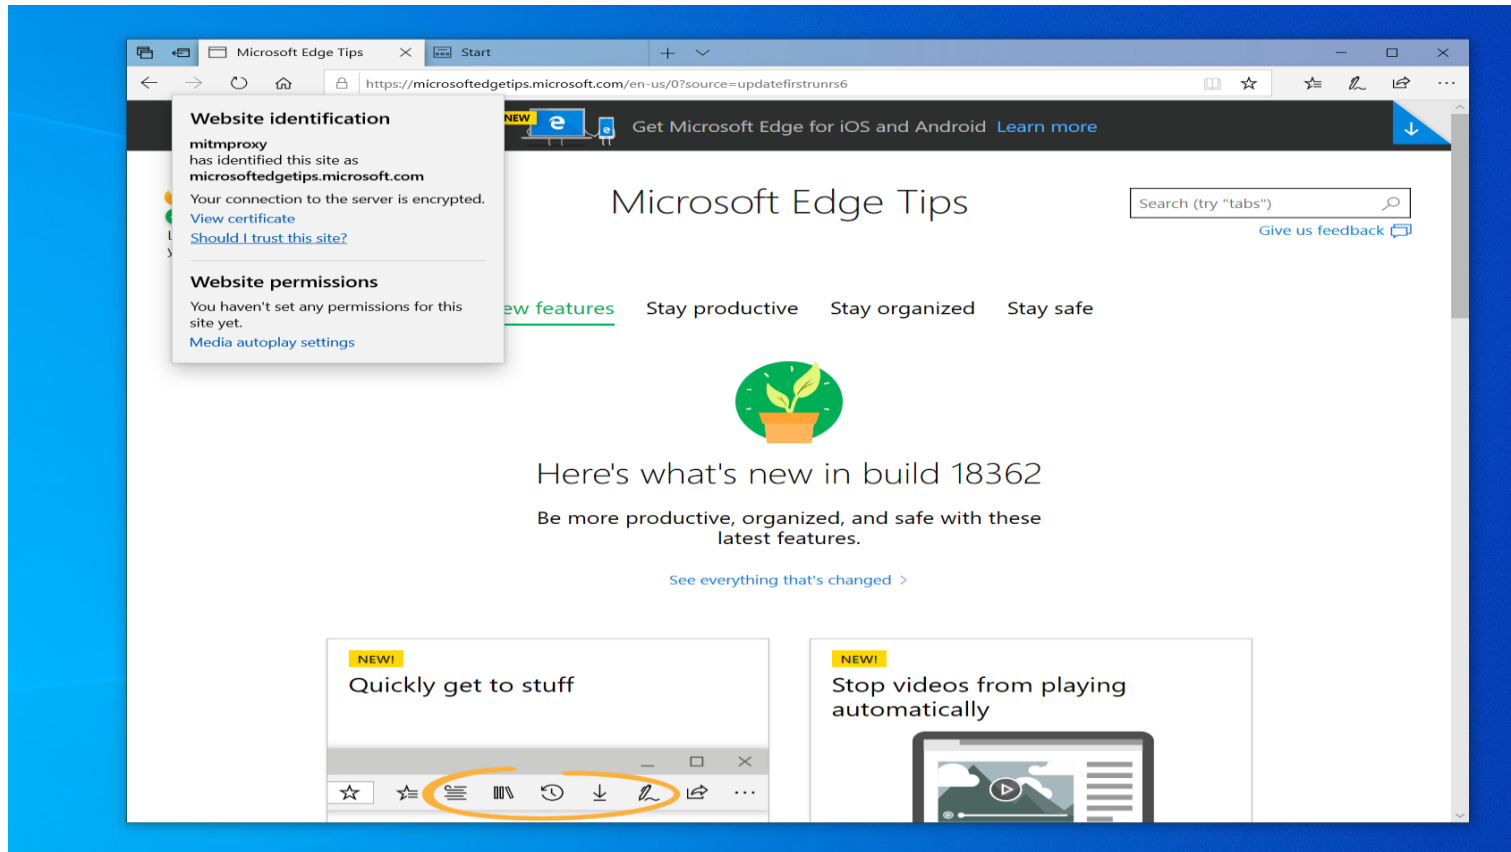 Microsoft Edge Tips
Start
https://microsoftedgetips.microsoft.com/en-us/0?source=updatefirstrunrs6
Website identification
mitmproxy
has identified this site as
microsoftedgetips.microsoft.com
Your connection to the server is encrypted.
View certificate
Should I trust this site?
Website permissions
You haven't set any permissions for this
site yet.
Media autoplay settings
NEW
Get Microsoft Edge for iOS and Android Learn more
Microsoft Edge Tips
Search (try "tabs")
Give us feedback
ew features
Stay productive
Stay organized
Stay safe
Here's what's new in build 18362
Be more productive, organized, and safe with these
latest features.
See everything that's changed >
NEW!
Quickly get to stuff
NEW!
Stop videos from playing
automatically